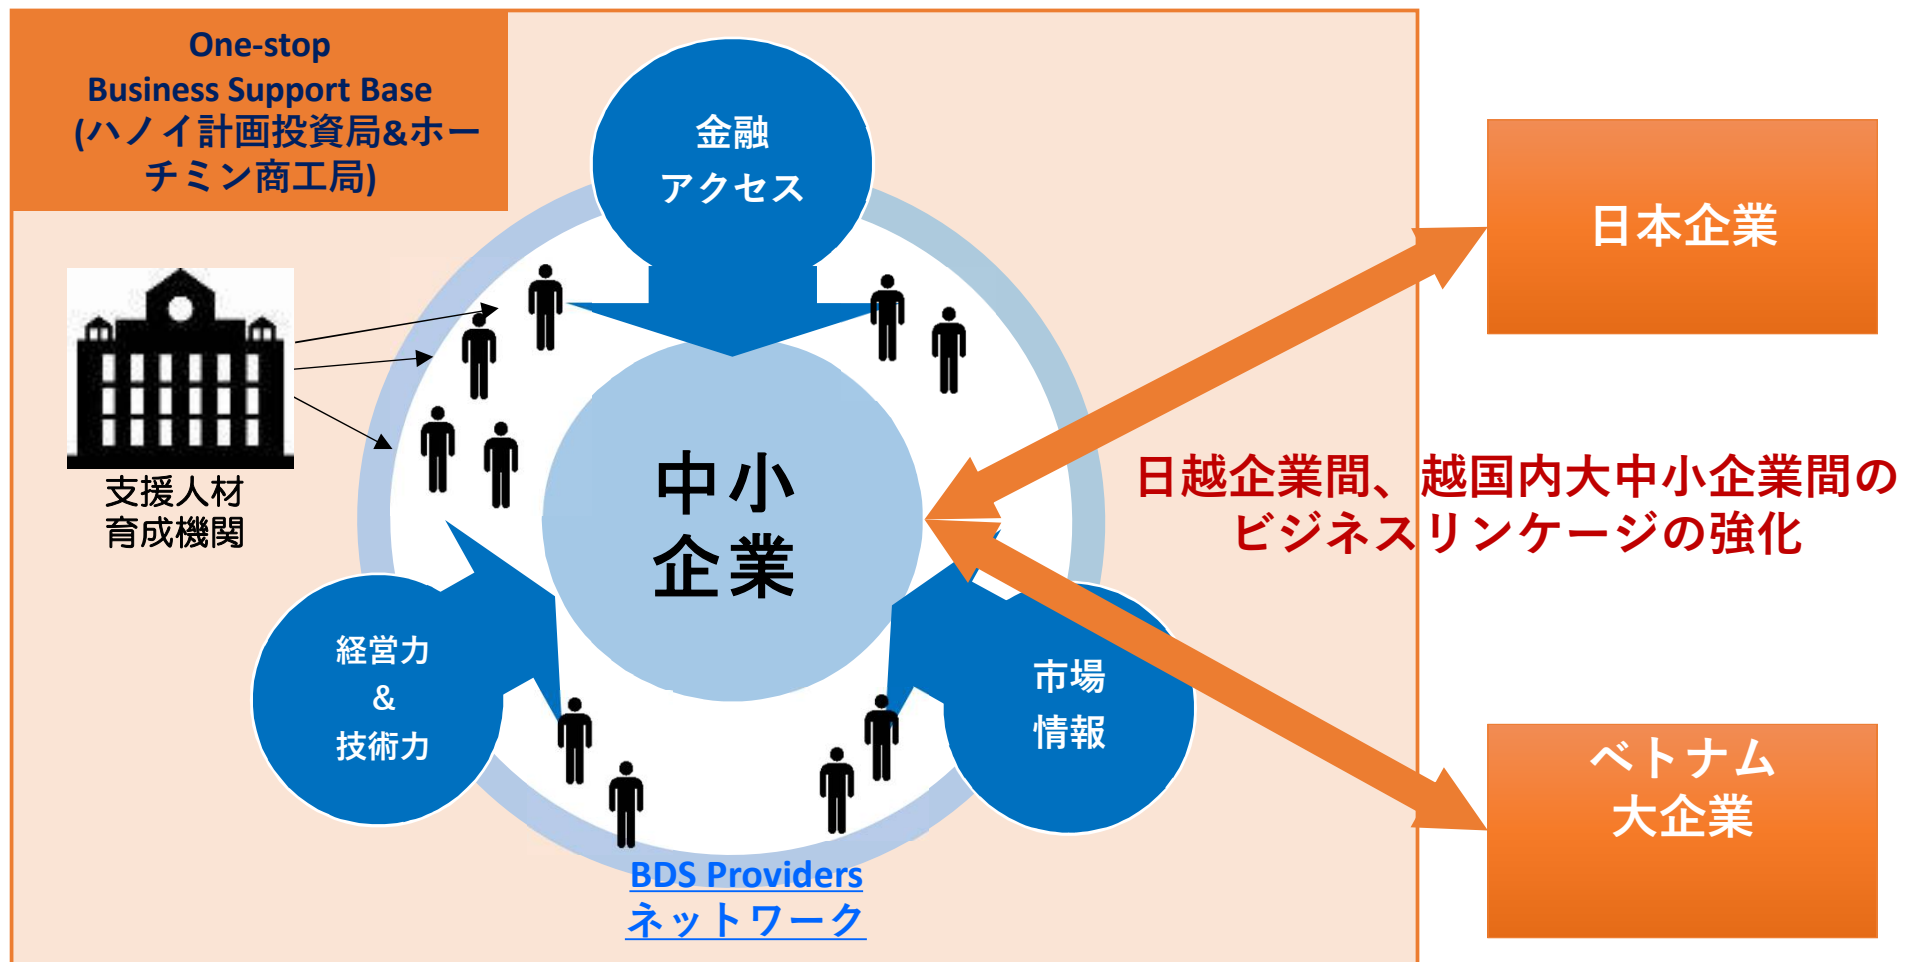 One-stop
Business Support Base
(ハノイ計画投資局&ホー
チミン商工局)
金融
アクセス
日本企業
支援人材
育成機関
中小
企業
日越企業間、越国内大中小企業間の
ビジネスリンケージの強化
経営力
&
技術力
市場
情報
ベトナム
大企業
BDS Providers
ネットワーク